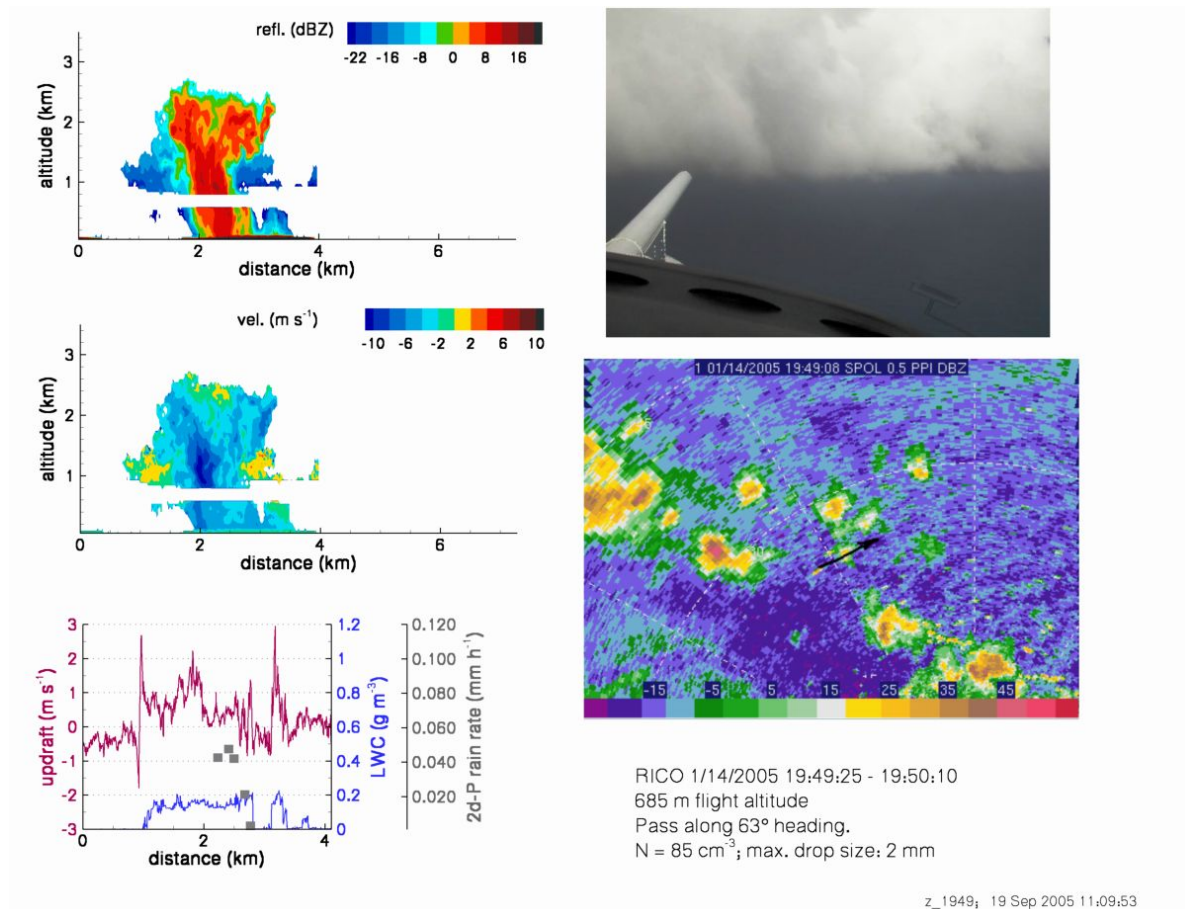 refl. (dBZ)
-22 -16 -8 0 8 16
altitude (km)
3
2
1
0 2 4 6
distance (km)
vel. (m s⁻¹)
-10 -6 -2 2 6 10
altitude (km)
3
2
1
0 2 4 6
distance (km)
updraft (m s⁻¹)
3
2
1
0
-1
-2
-3
1.2
1
0.8
0.6
0.4
0.2
0
LWC (g m⁻³)
0.120
0.100
0.080
0.060
0.040
0.020
2d-P rain rate (mm h⁻¹)
0 2 4
distance (km)
1 01/14/2005 19:49:08 SPOL 0.5 PPI DBZ
-15 -5 5 15 25 35 45
RICO 1/14/2005 19:49:25 - 19:50:10
685 m flight altitude
Pass along 63° heading.
N = 85 cm⁻³; max. drop size: 2 mm
z_1949; 19 Sep 2005 11:09:53